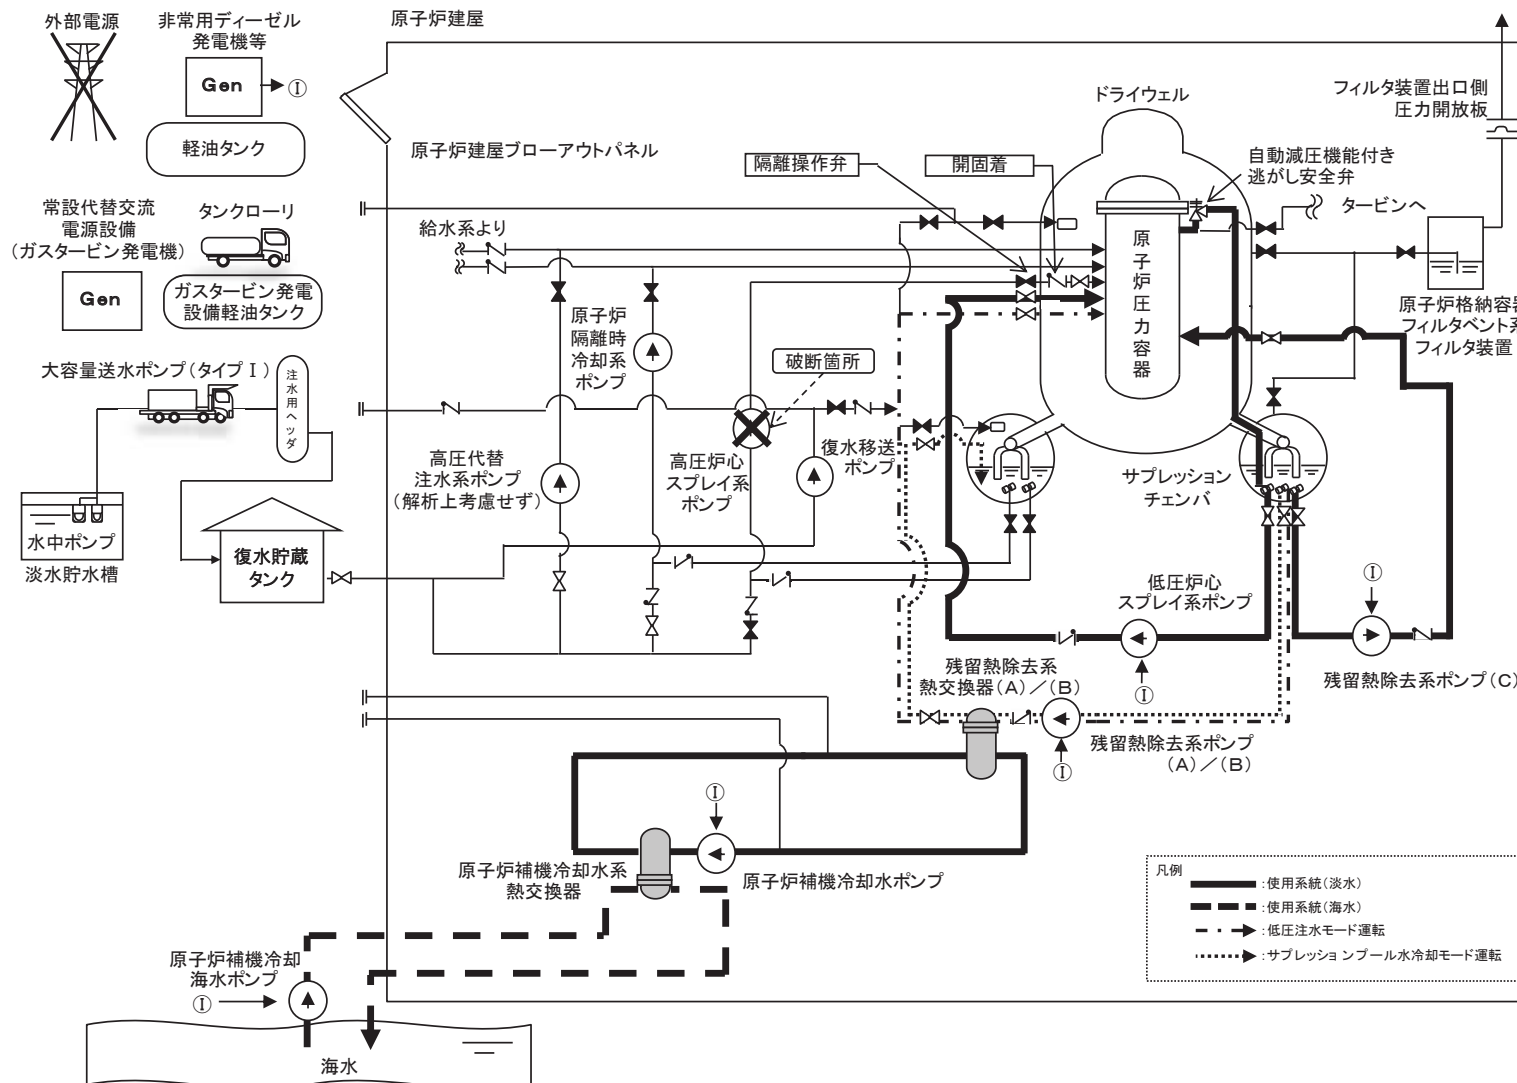 外部電源
非常用ディーゼル
発電機等
Gen
Ⓘ
軽油タンク
原子炉建屋
原子炉建屋ブローアウトパネル
常設代替交流
電源設備
(ガスタービン発電機)
Gen
タンクローリ
ガスタービン発電
設備軽油タンク
大容量送水ポンプ(タイプⅠ)
注水用ヘッダ
水中ポンプ
淡水貯水槽
復水貯蔵
タンク
給水系より
隔離操作弁
開固着
ドライウェル
自動減圧機能付き
逃がし安全弁
タービンへ
フィルタ装置出口側
圧力開放板
原子炉格納容器
フィルタベント系
フィルタ装置
原子炉圧力容器
原子炉
隔離時
冷却系
ポンプ
破断箇所
高圧代替
注水系ポンプ
(解析上考慮せず)
高圧炉心
スプレイ系
ポンプ
復水移送
ポンプ
サプレッション
チェンバ
低圧炉心
スプレイ系ポンプ
Ⓘ
Ⓘ
残留熱除去系ポンプ(C)
残留熱除去系
熱交換器(A)/(B)
残留熱除去系ポンプ
(A)/(B)
Ⓘ
Ⓘ
原子炉補機冷却水系
熱交換器
原子炉補機冷却水ポンプ
原子炉補機冷却
海水ポンプ
Ⓘ
海水
凡例
:使用系統(淡水)
:使用系統(海水)
:低圧注水モード運転
:サプレッションプール水冷却モード運転